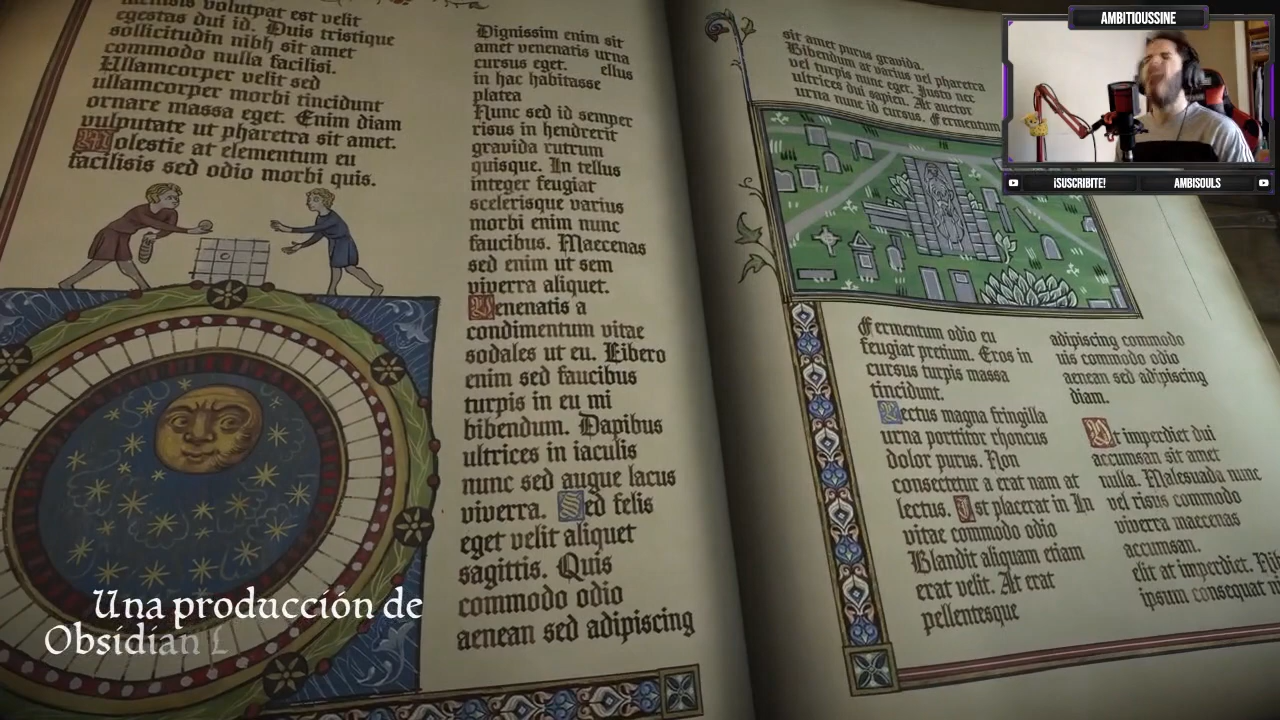 mensis volutpat est velit
egestas dui id. Duis tristique
sollicitudin nibh sit amet
commodo nulla facilisi.
Ullamcorper velit sed
ullamcorper morbi tincidunt
ornare massa eget. Enim diam
vulputate ut pharetra sit amet.
Molestie at elementum eu
facilisis sed odio morbi quis.
Dignissim enim sit
amet venenatis urna
cursus eget. ellus
in hac habitasse
platea
Nunc sed id semper
risus in hendrerit
gravida rutrum
quisque. In tellus
integer feugiat
scelerisque varius
morbi enim nunc
faucibus. Maecenas
sed enim ut sem
viverra aliquet.
Venenatis a
condimentum vitae
sodales ut eu. Libero
enim sed faucibus
turpis in eu mi
bibendum. Dapibus
ultrices in iaculis
nunc sed augue lacus
viverra. Sed felis
eget velit aliquet
sagittis. Quis
commodo odio
aenean sed adipiscing
sit amet purus gravida.
Bibendum at varius vel pharetra
vel turpis nunc eget. Justo nec
ultrices dui sapien. At auctor
urna nunc id cursus. Fermentum
Fermentum odio eu
feugiat pretium. Eros in
cursus turpis massa
tincidunt.
Lectus magna fringilla
urna porttitor rhoncus
dolor purus. Non
consectetur a erat nam at
lectus. Est placerat in In
vitae commodo odio
Blandit aliquam etiam
erat velit. At erat
pellentesque
adipiscing commodo
uis commodo odio
aenean sed adipiscing
diam.
Ut imperdiet dui
accumsan sit amet
nulla. Malesuada nunc
vel risus commodo
viverra maecenas
accumsan.
elit at imperdiet.
ipsum consequat
Una producción de
Obsidian L
AMBITIOUSSINE
¡SUSCRIBITE!
AMBISOULS